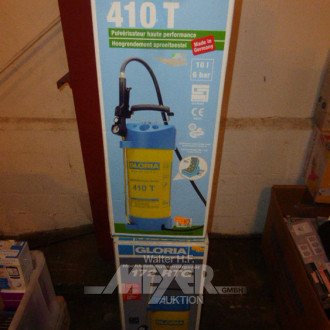 410 T
Pulvérisateur haute performance
Hoogrendement sproeitoestel
Made in
Germany
10 l
6 bar
GLORIA
410 T
GLORIA
Walter H.F.
MEYER
GMBH
AUKTION